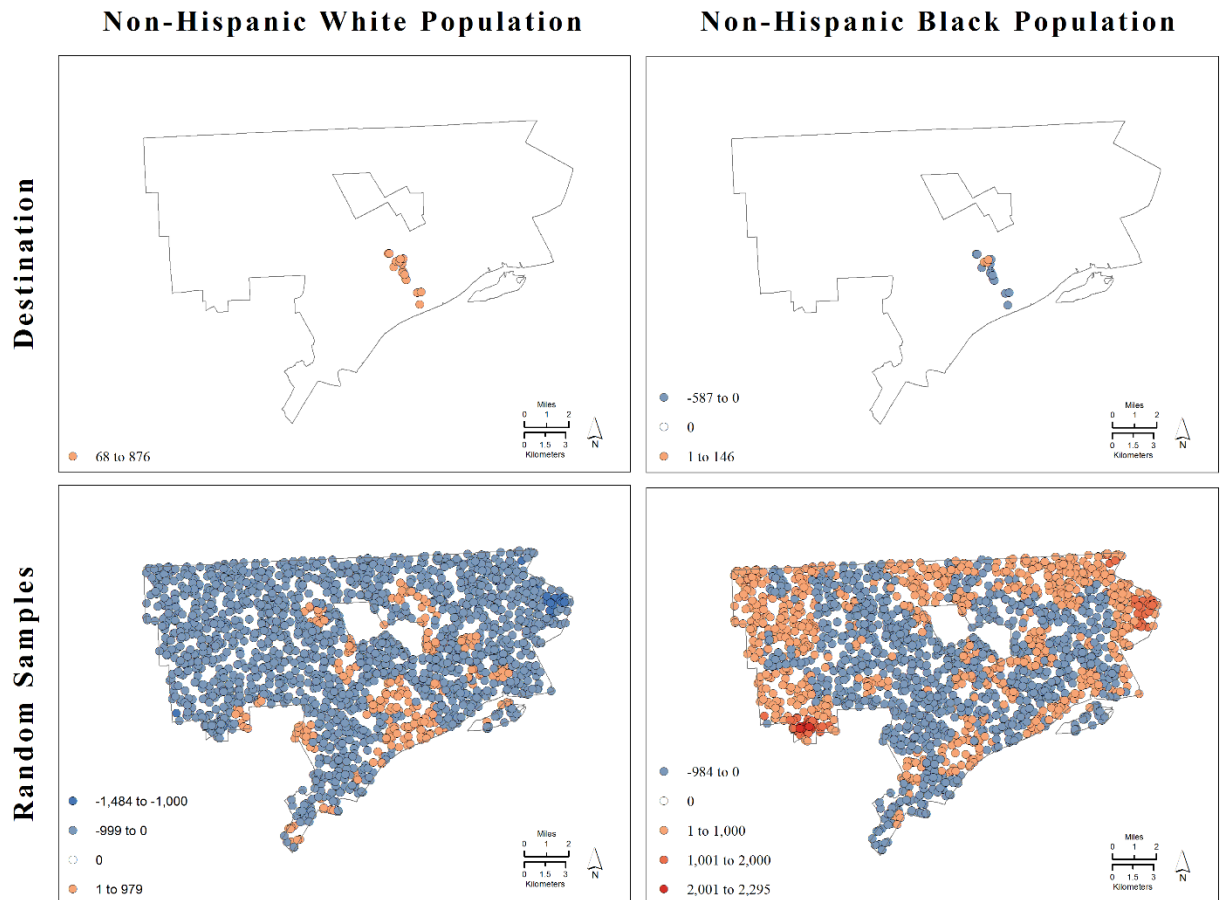 Non-Hispanic White Population
Non-Hispanic Black Population
Destination
68 to 876
Miles
0 1 2
0 1.5 3
Kilometers
N
-587 to 0
0
1 to 146
Miles
0 1 2
0 1.5 3
Kilometers
N
Random Samples
-1,484 to -1,000
-999 to 0
0
1 to 979
Miles
0 1 2
0 1.5 3
Kilometers
N
-984 to 0
0
1 to 1,000
1,001 to 2,000
2,001 to 2,295
Miles
0 1 2
0 1.5 3
Kilometers
N